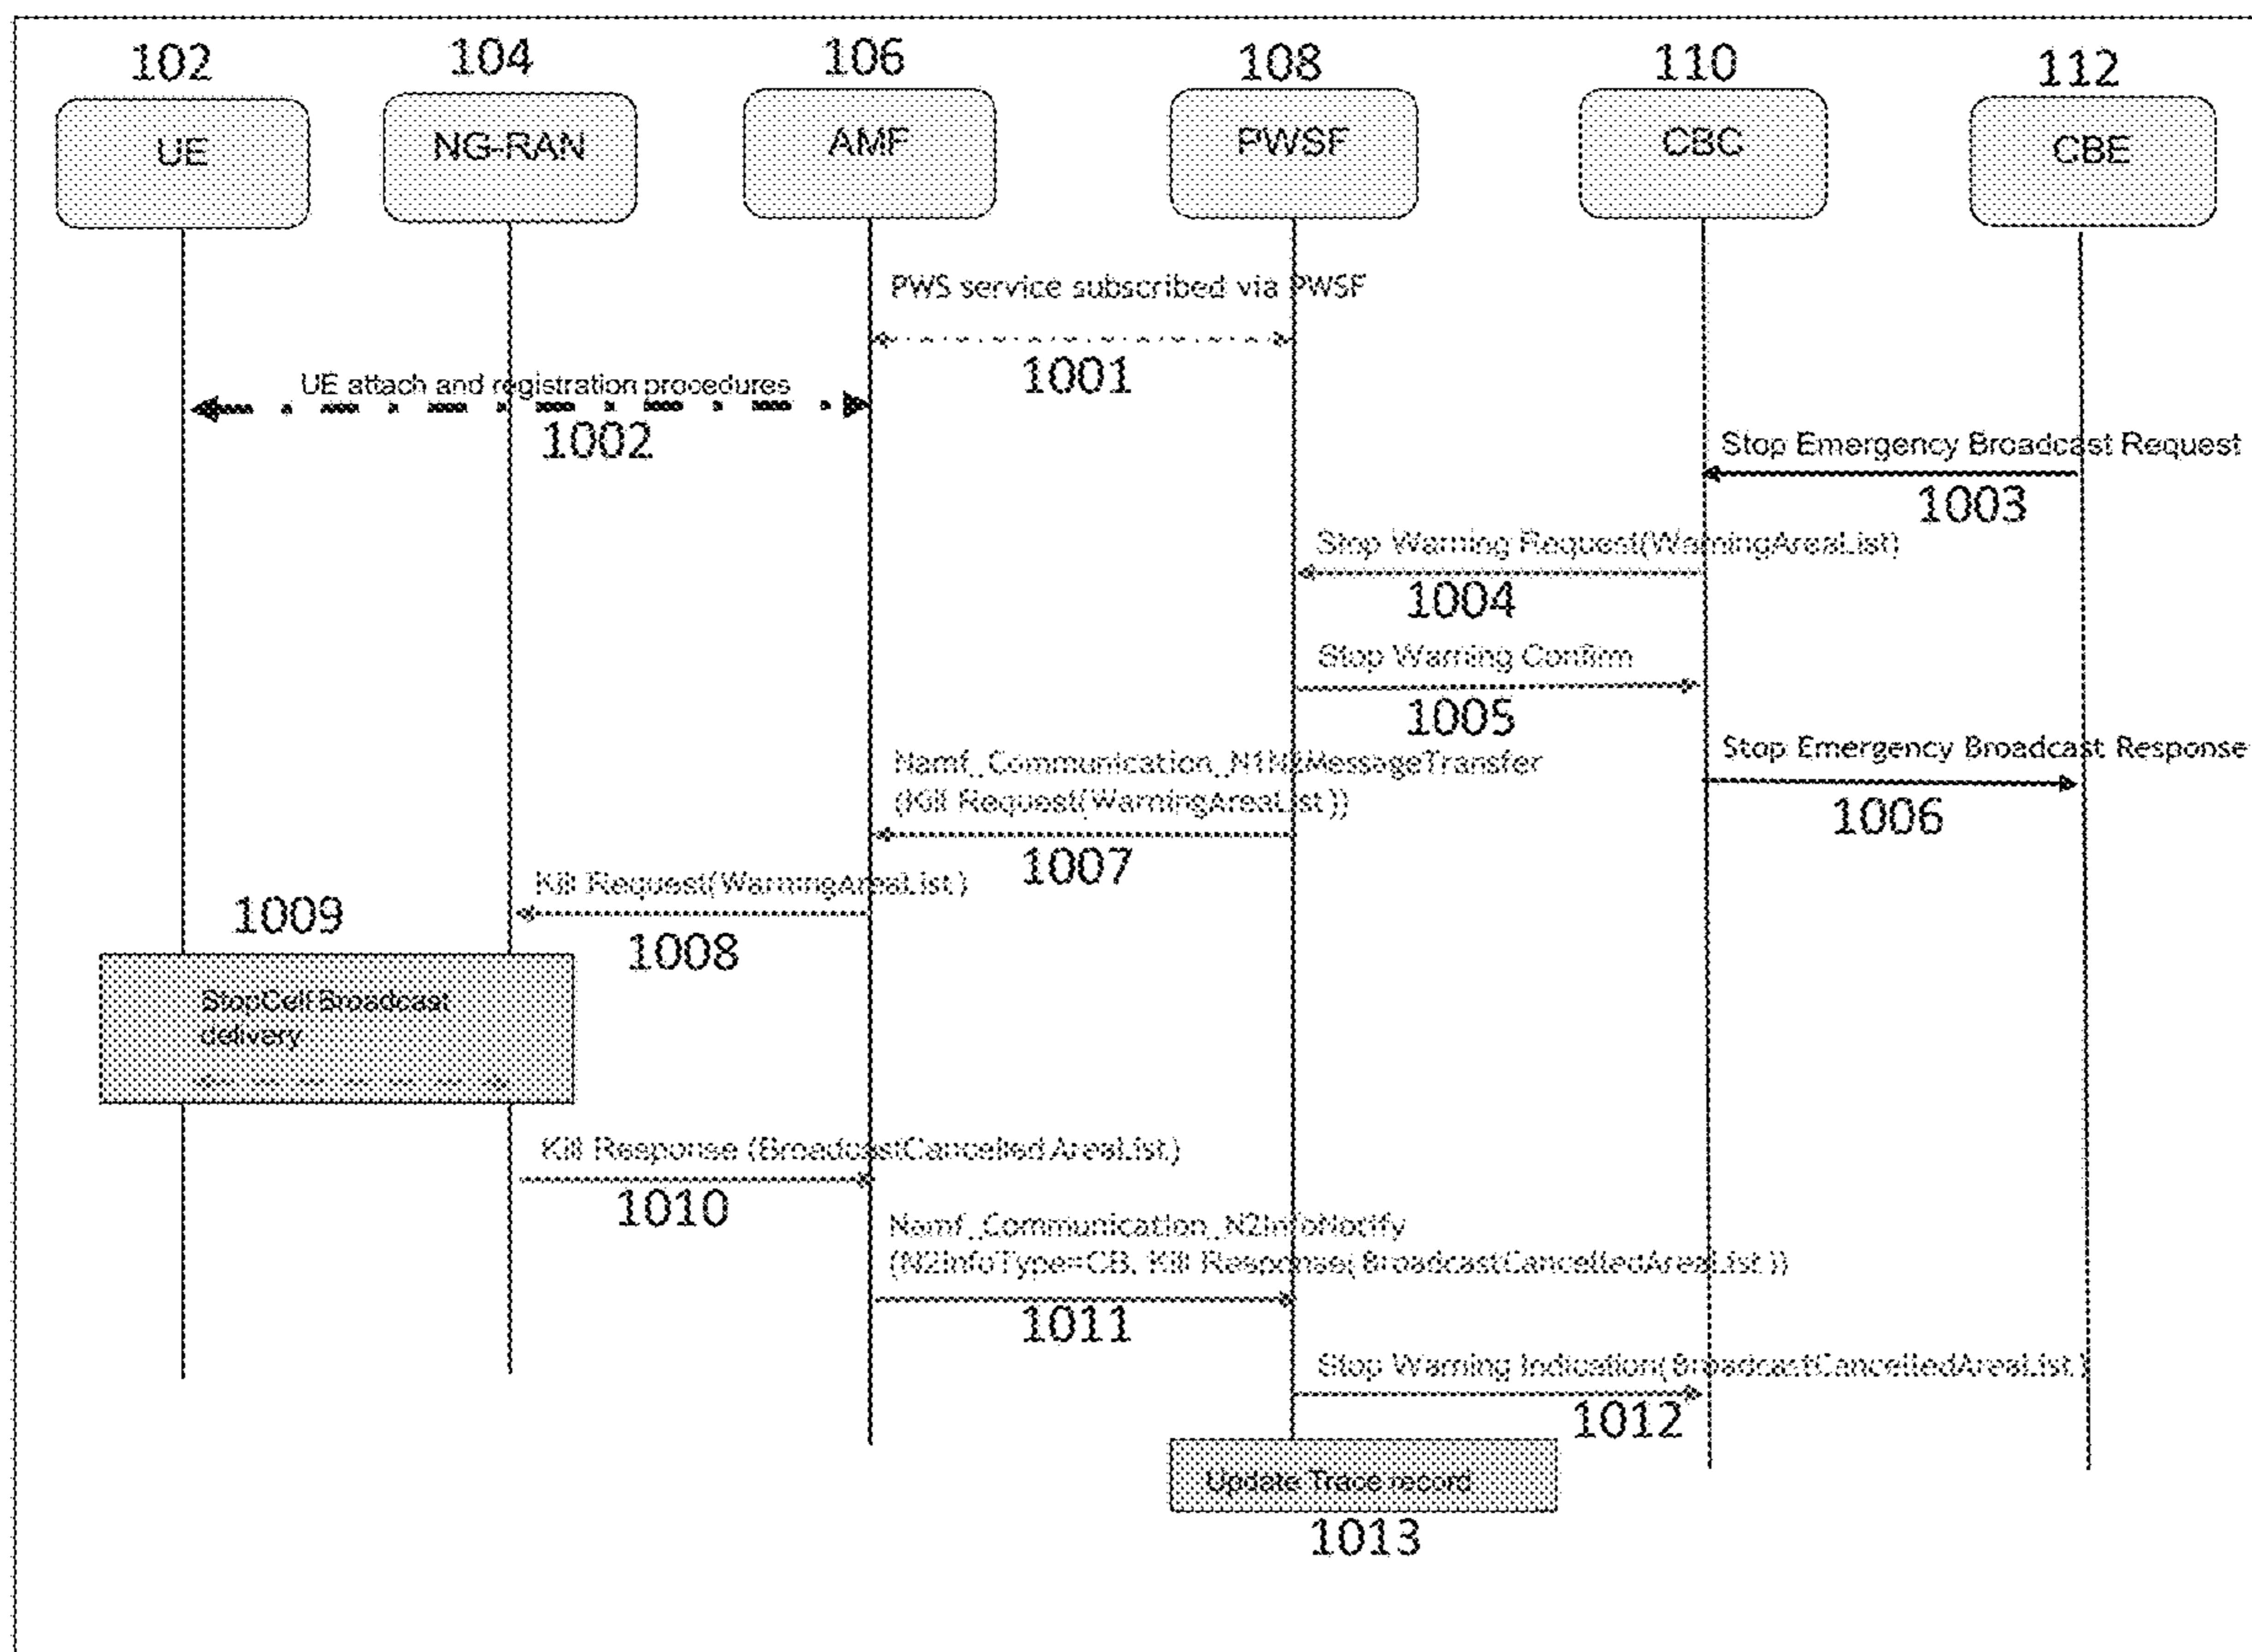 102
104
106
108
110
112
UE
NG-RAN
AMF
PWSF
CBC
CBE
PWS service subscribed via PWSF
1001
UE attach and registration procedures
1002
Stop Emergency Broadcast Request
1003
Stop Warning Request(WarningAreaList)
1004
Stop Warning Confirm
1005
Stop Emergency Broadcast Response
1006
Namf_Communication_N1N2MessageTransfer
(Kill Request(WarningAreaList))
1007
Kill Request(WarningAreaList)
1008
1009
StopCell Broadcast
delivery
Kill Response (BroadcastCancelledAreaList)
1010
Namf_Communication_N2InfoNotify
(N2InfoType=CB, Kill Response(BroadcastCancelledAreaList))
1011
Stop Warning Indication(BroadcastCancelledAreaList)
1012
Update Trace record
1013